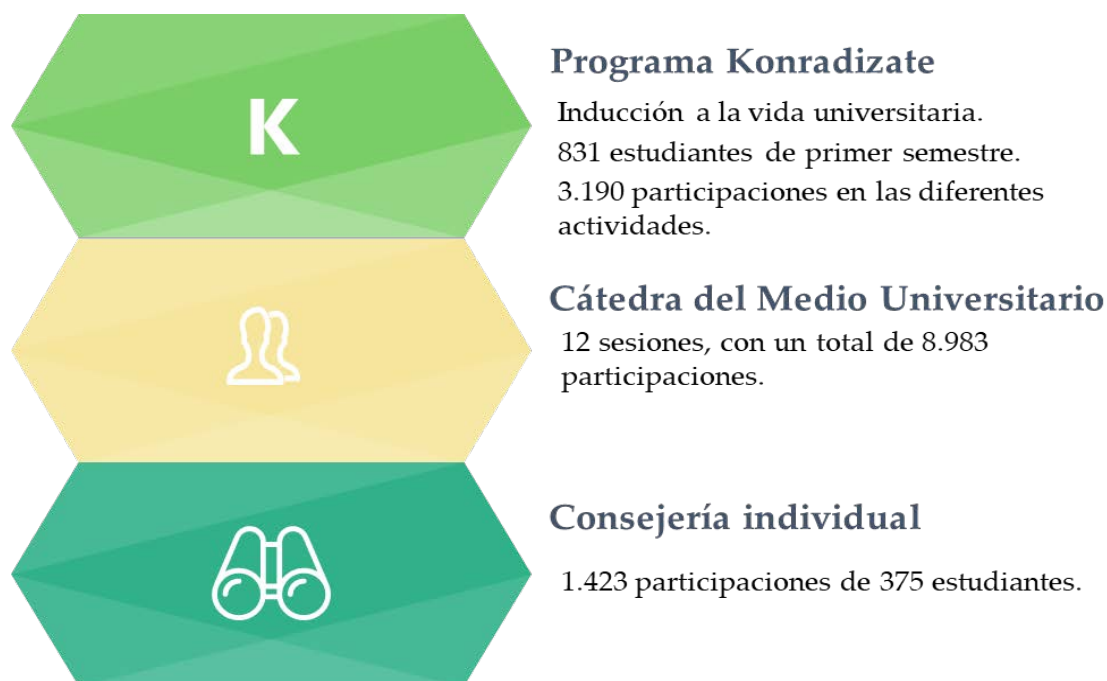 K
Programa Konradizate
Inducción a la vida universitaria.
831 estudiantes de primer semestre.
3.190 participaciones en las diferentes
actividades.
Cátedra del Medio Universitario
12 sesiones, con un total de 8.983
participaciones.
Consejería individual
1.423 participaciones de 375 estudiantes.